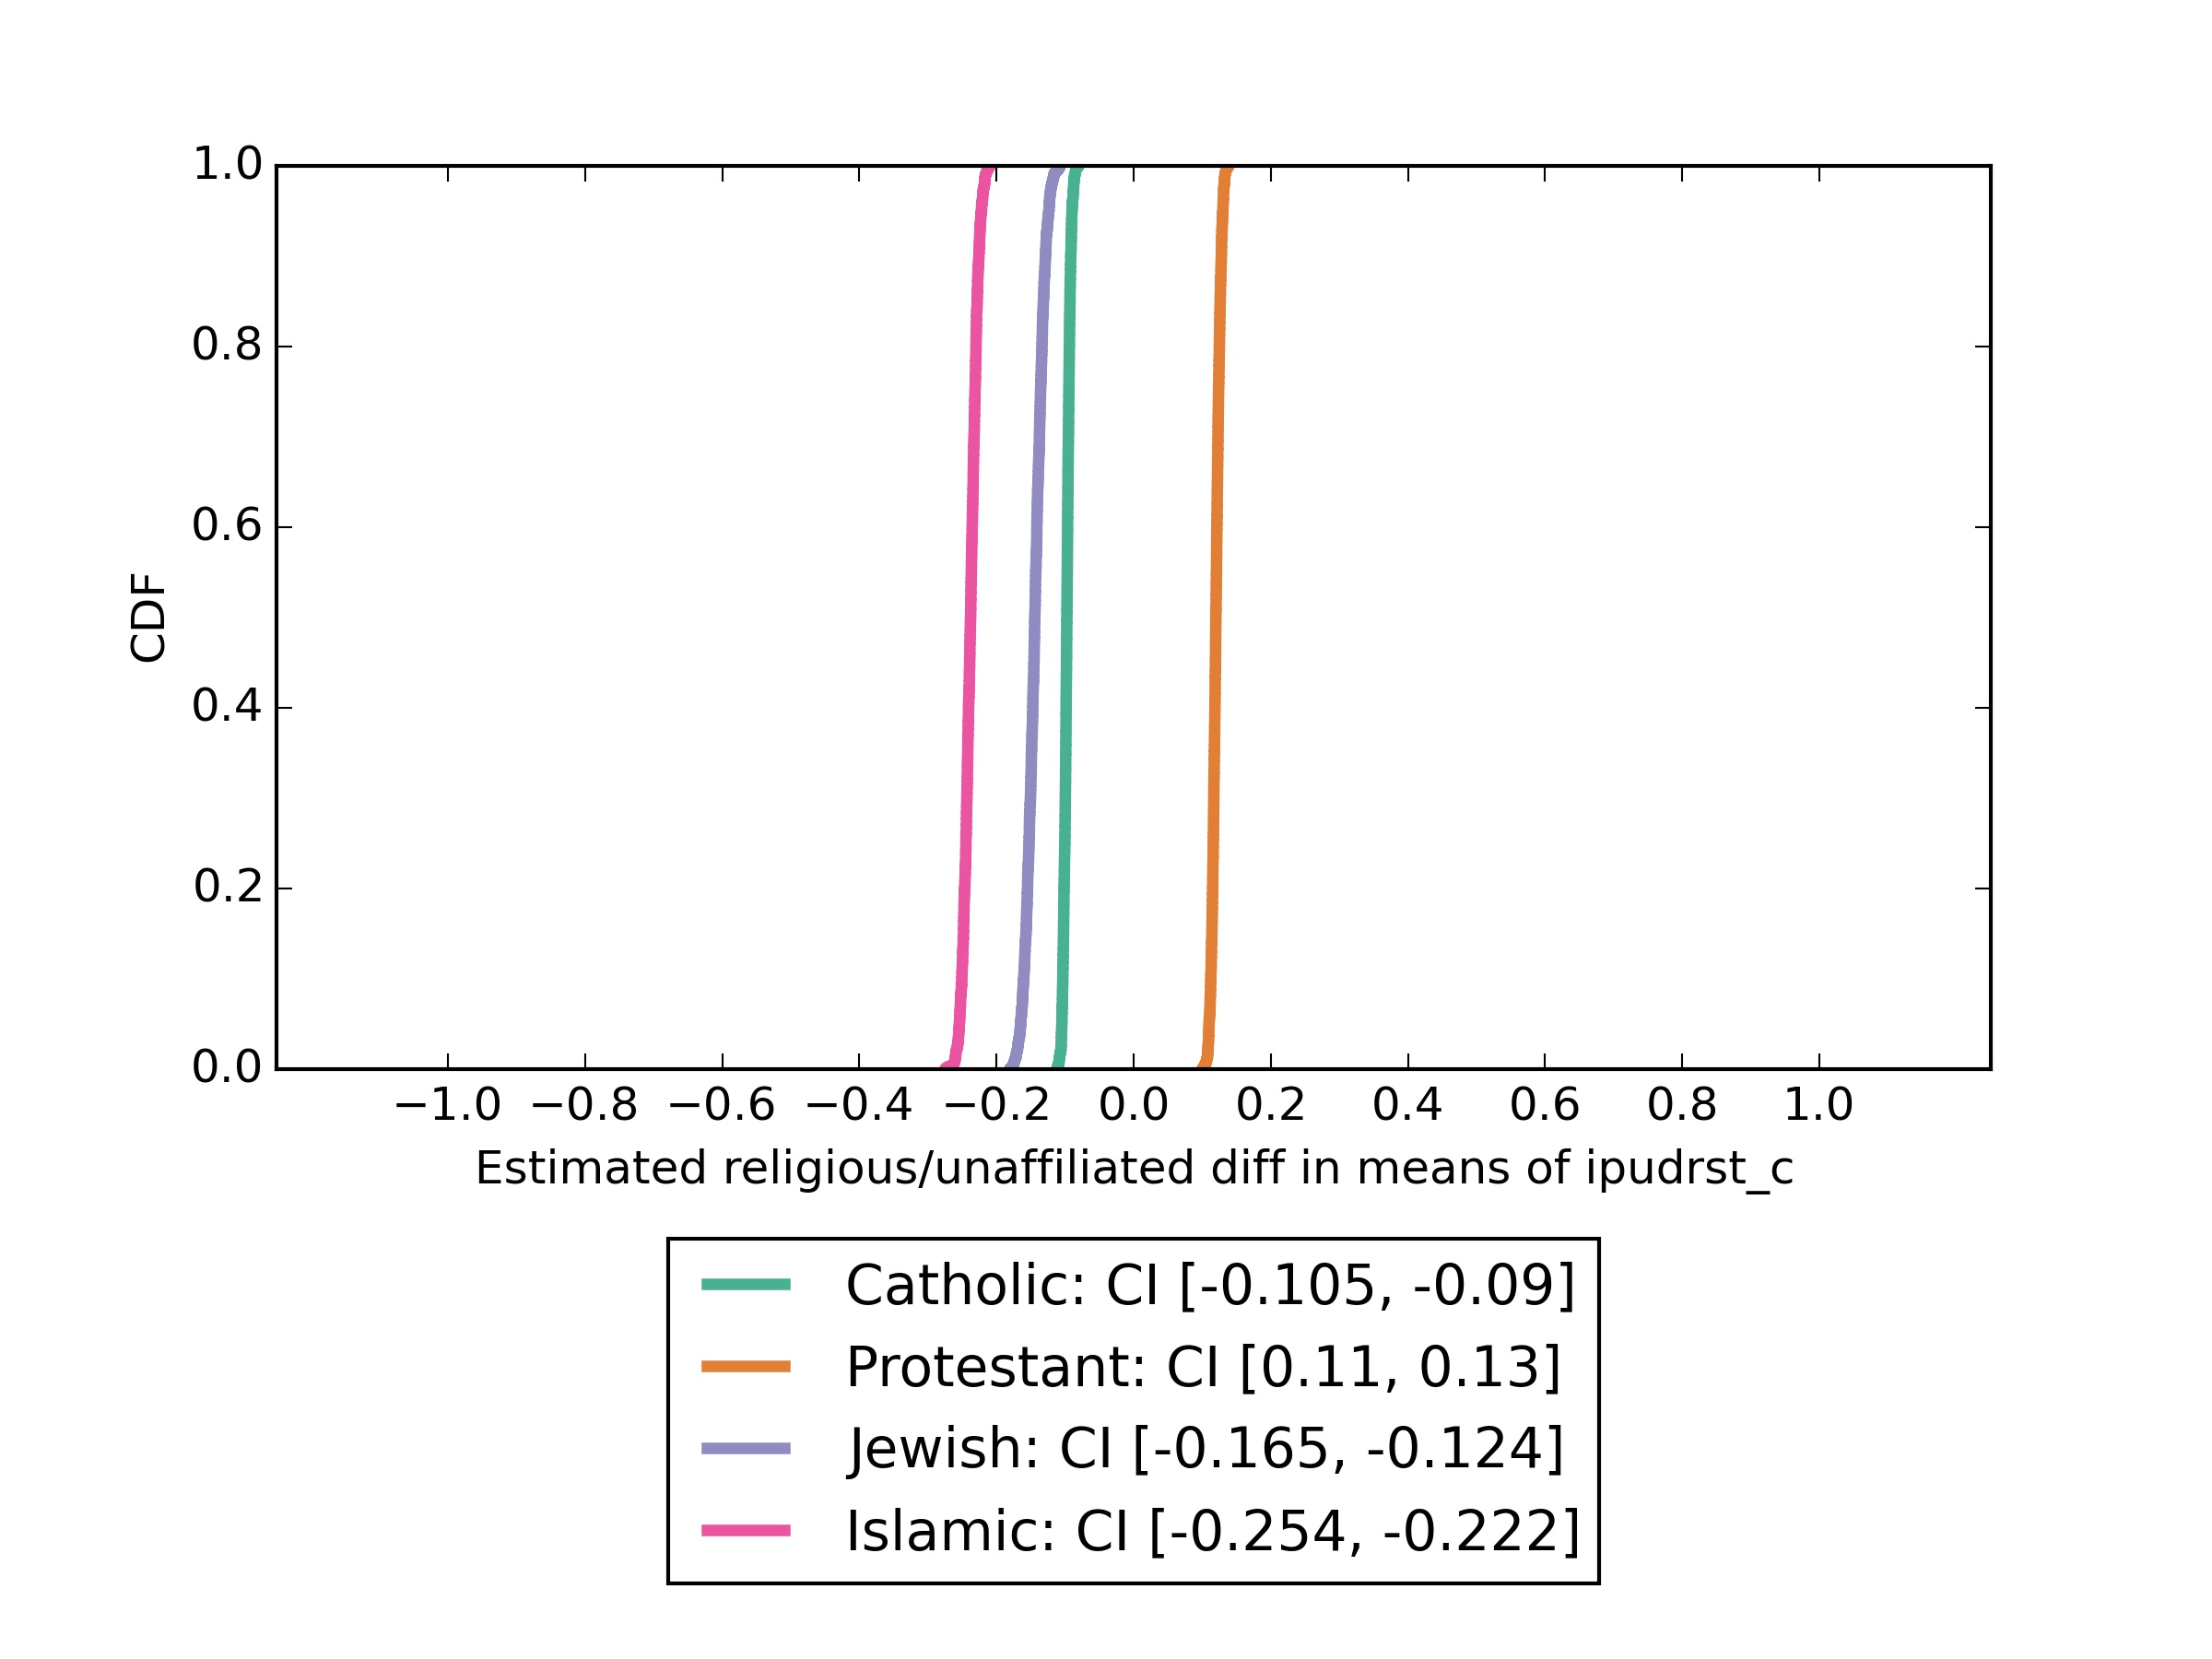 1.0
0.8
0.6
0.4
0.2
0.0
CDF
−1.0 −0.8 −0.6 −0.4 −0.2 0.0 0.2 0.4 0.6 0.8 1.0
Estimated religious/unaffiliated diff in means of ipudrst_c
Catholic: CI [-0.105, -0.09]
Protestant: CI [0.11, 0.13]
Jewish: CI [-0.165, -0.124]
Islamic: CI [-0.254, -0.222]